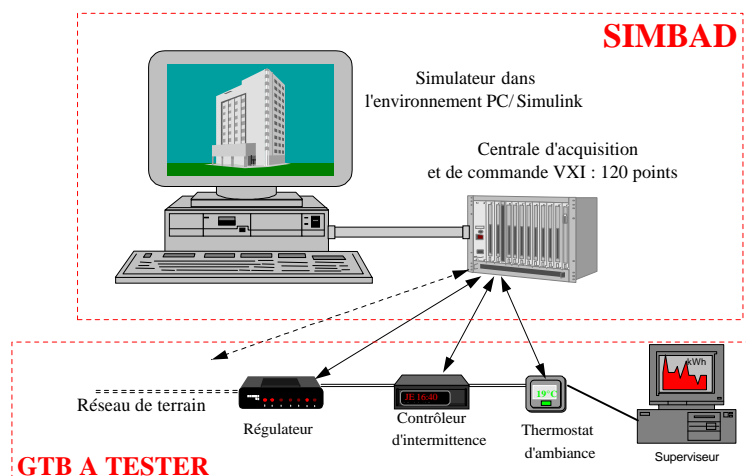 SIMBAD
Simulateur dans
l'environnement PC/ Simulink
Centrale d'acquisition
et de commande VXI : 120 points
kWh
JE 16:40
19°C
Réseau de terrain
Régulateur
Contrôleur
d'intermittence
Thermostat
d'ambiance
Superviseur
GTB A TESTER